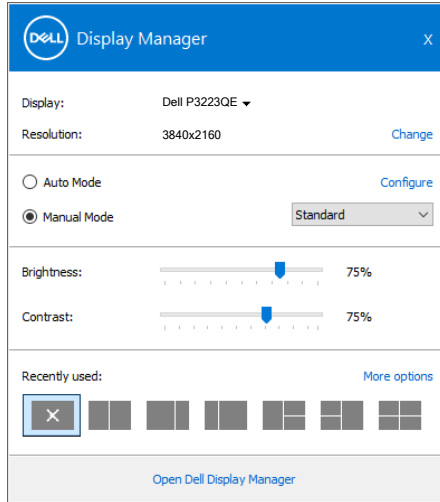 DELL Display Manager X
Display: Dell P3223QE
Resolution: 3840x2160 Change
Auto Mode Configure
Manual Mode Standard
Brightness: 75%
Contrast: 75%
Recently used: More options
Open Dell Display Manager